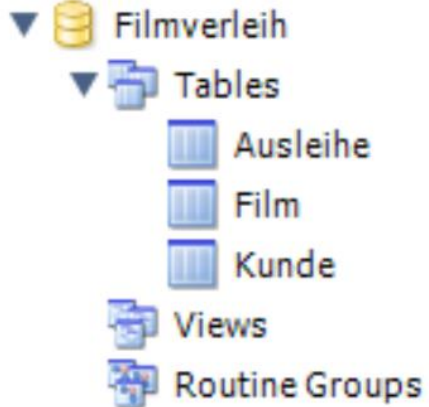 Filmverleih
Tables
Ausleihe
Film
Kunde
Views
Routine Groups